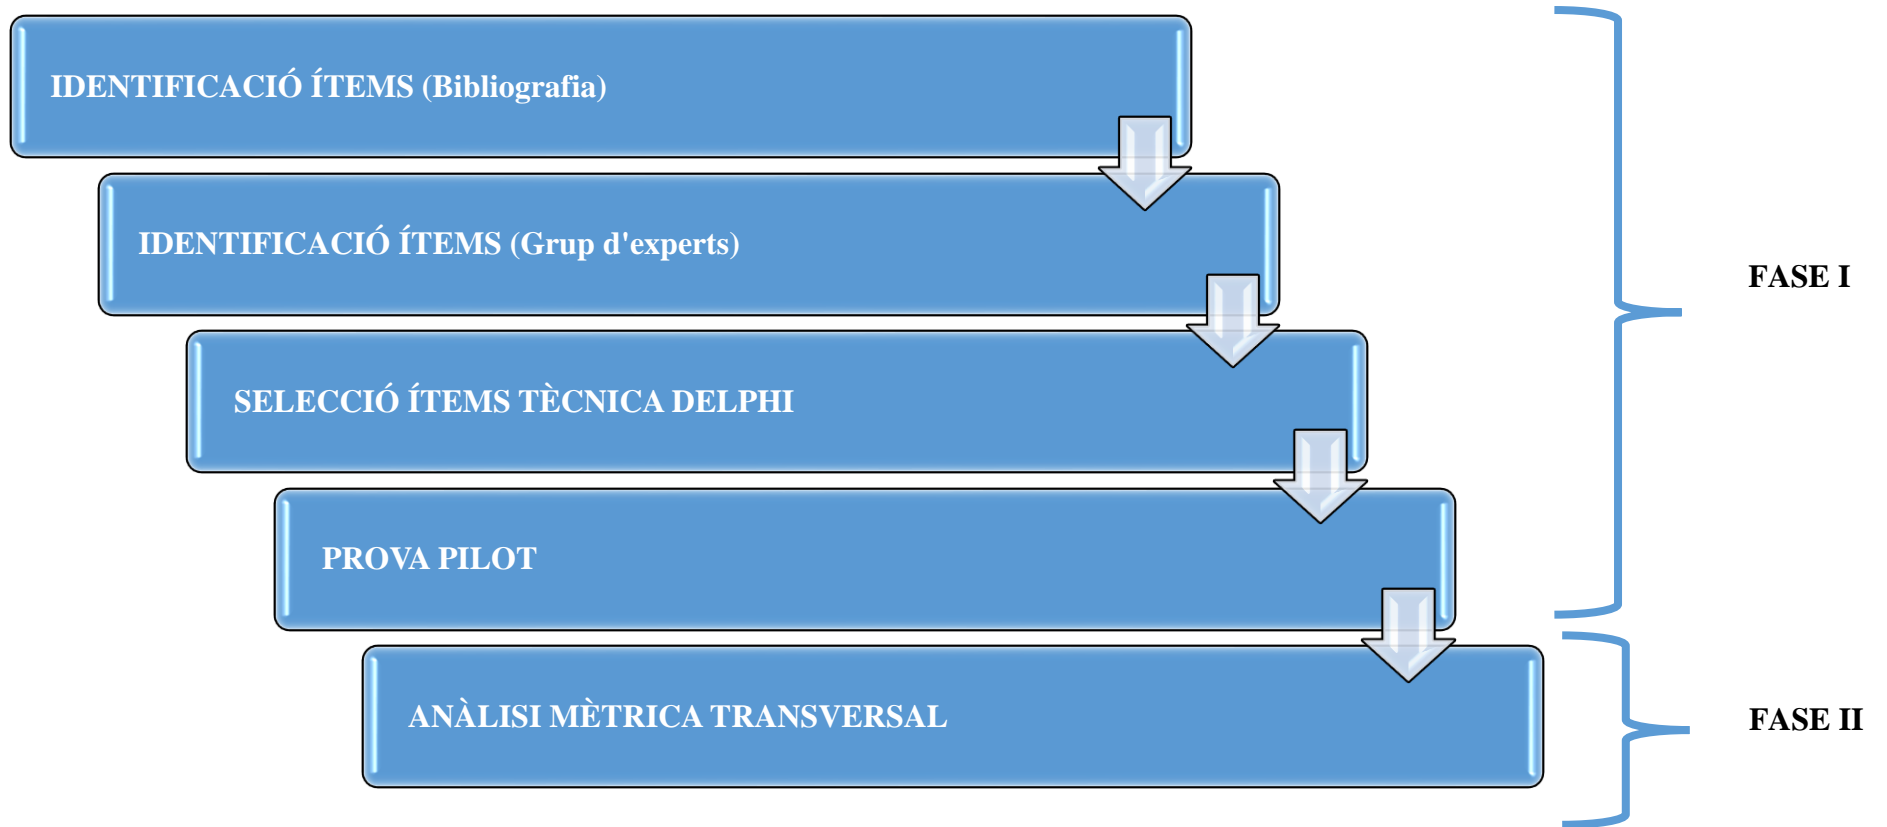 IDENTIFICACIÓ ÍTEMS (Bibliografia)
IDENTIFICACIÓ ÍTEMS (Grup d'experts)
FASE I
SELECCIÓ ÍTEMS TÈCNICA DELPHI
PROVA PILOT
ANÀLISI MÈTRICA TRANSVERSAL
FASE II